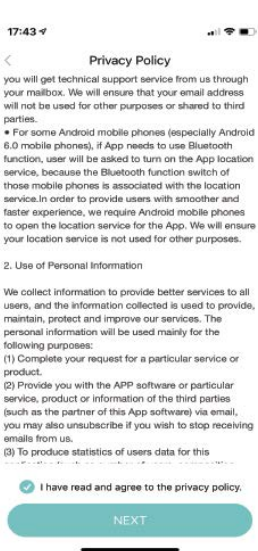 17:43
Privacy Policy
you will get technical support service from us through
your mailbox. We will ensure that your email address
will not be used for other purposes or shared to third
parties.
• For some Android mobile phones (especially Android
6.0 mobile phones), if App needs to use Bluetooth
function, user will be asked to turn on the App location
service, because the Bluetooth function switch of
those mobile phones is associated with the location
service.In order to provide users with smoother and
faster experience, we require Android mobile phones
to open the location service for the App. We will ensure
your location service is not used for other purposes.
2. Use of Personal Information
We collect information to provide better services to all
users, and the information collected is used to provide,
maintain, protect and improve our services. The
personal information will be used mainly for the
following purposes:
(1) Complete your request for a particular service or
product.
(2) Provide you with the APP software or particular
service, product or information of the third parties
(such as the partner of this App software) via email,
you may also unsubscribe if you wish to stop receiving
emails from us.
(3) To produce statistics of users data for this
I have read and agree to the privacy policy.
NEXT